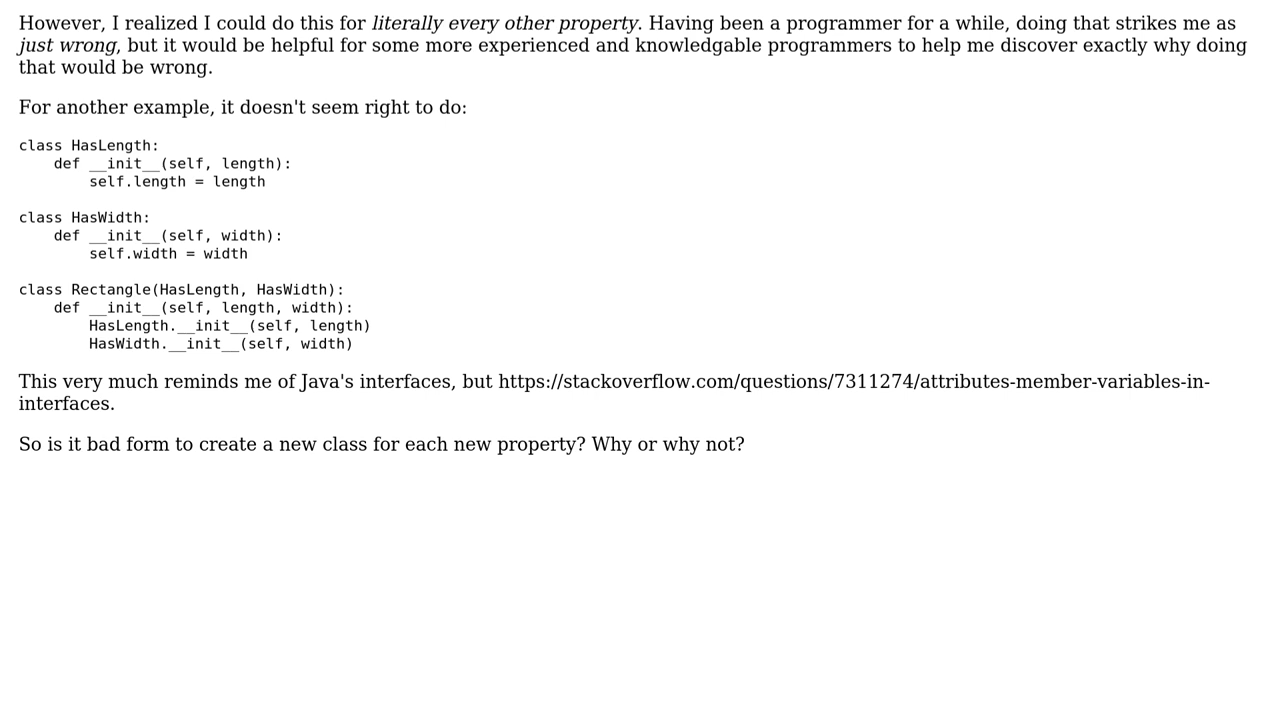 However, I realized I could do this for literally every other property. Having been a programmer for a while, doing that strikes me as
just wrong, but it would be helpful for some more experienced and knowledgable programmers to help me discover exactly why doing
that would be wrong.
For another example, it doesn't seem right to do:
class HasLength:
    def __init__(self, length):
        self.length = length
class HasWidth:
    def __init__(self, width):
        self.width = width
class Rectangle(HasLength, HasWidth):
    def __init__(self, length, width):
        HasLength.__init__(self, length)
        HasWidth.__init__(self, width)
This very much reminds me of Java's interfaces, but https://stackoverflow.com/questions/7311274/attributes-member-variables-in-
interfaces.
So is it bad form to create a new class for each new property? Why or why not?